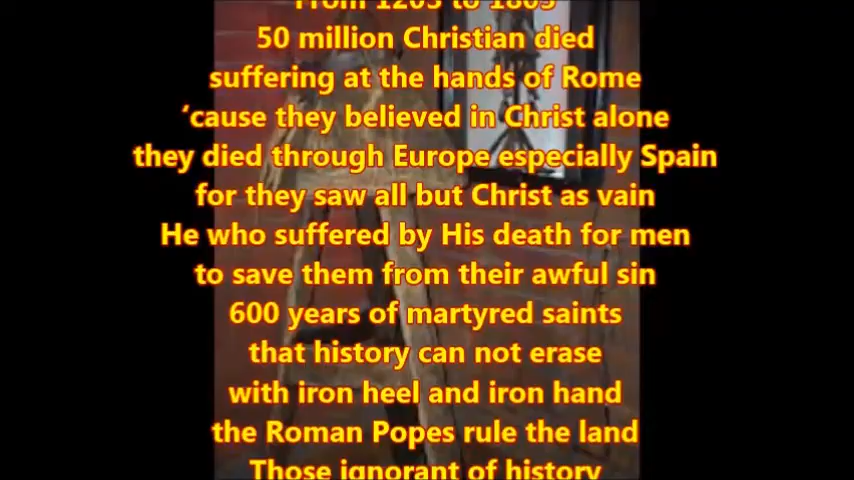 From 1203 to 1805
50 million Christian died
suffering at the hands of Rome
‘cause they believed in Christ alone
they died through Europe especially Spain
for they saw all but Christ as vain
He who suffered by His death for men
to save them from their awful sin
600 years of martyred saints
that history can not erase
with iron heel and iron hand
the Roman Popes rule the land
Those ignorant of history